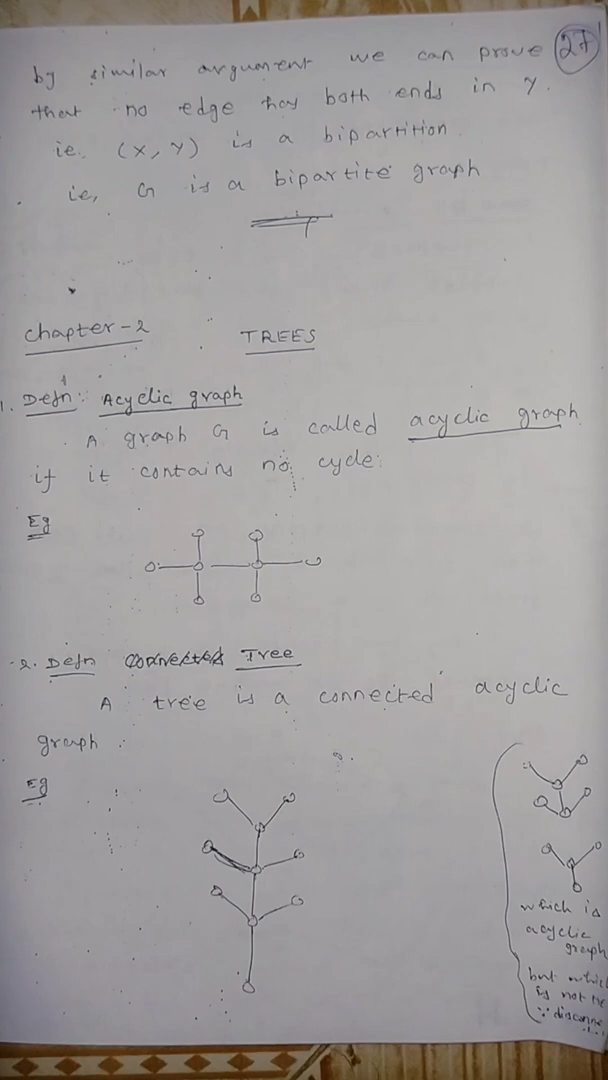 27
by similar argument we can prove
that no edge has both ends in Y.
ie. (X, Y) is a bipartition.
ie, G is a bipartite graph
Chapter-2 TREES
1. Defn: Acyclic graph
A graph G is called acyclic graph
if it contains no cycle.
Eg
2. Defn Connected Tree
A tree is a connected acyclic
graph.
Eg
which is
acyclic
graph
but which
is not
∵ disconne